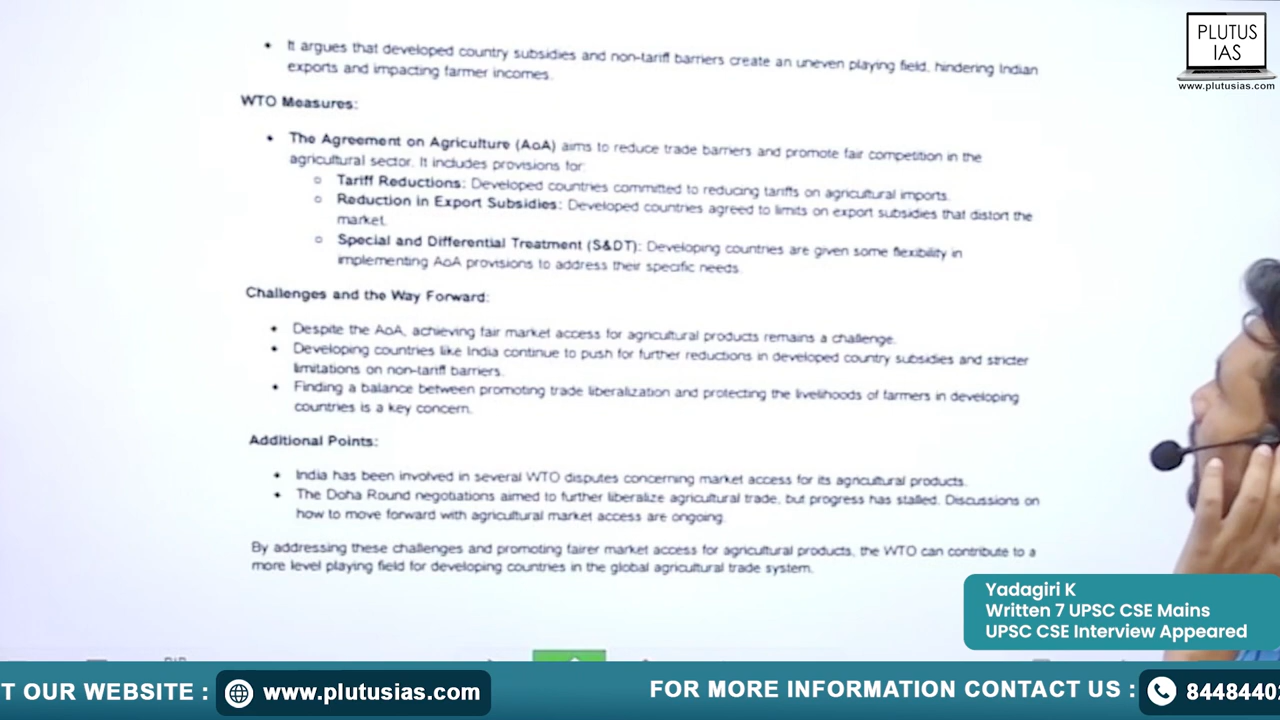 PLUTUS
IAS
www.plutusias.com
• It argues that developed country subsidies and non-tariff barriers create an uneven playing field, hindering Indian
exports and impacting farmer incomes.
WTO Measures:
• The Agreement on Agriculture (AoA) aims to reduce trade barriers and promote fair competition in the
agricultural sector. It includes provisions for:
o Tariff Reductions: Developed countries committed to reducing tariffs on agricultural imports.
o Reduction in Export Subsidies: Developed countries agreed to limits on export subsidies that distort the
market.
o Special and Differential Treatment (S&DT): Developing countries are given some flexibility in
implementing AoA provisions to address their specific needs.
Challenges and the Way Forward:
• Despite the AoA, achieving fair market access for agricultural products remains a challenge.
• Developing countries like India continue to push for further reductions in developed country subsidies and stricter
limitations on non-tariff barriers.
• Finding a balance between promoting trade liberalization and protecting the livelihoods of farmers in developing
countries is a key concern.
Additional Points:
• India has been involved in several WTO disputes concerning market access for its agricultural products.
• The Doha Round negotiations aimed to further liberalize agricultural trade, but progress has stalled. Discussions on
how to move forward with agricultural market access are ongoing.
By addressing these challenges and promoting fairer market access for agricultural products, the WTO can contribute to a
more level playing field for developing countries in the global agricultural trade system.
Yadagiri K
Written 7 UPSC CSE Mains
UPSC CSE Interview Appeared
T OUR WEBSITE : www.plutusias.com FOR MORE INFORMATION CONTACT US : 8448440